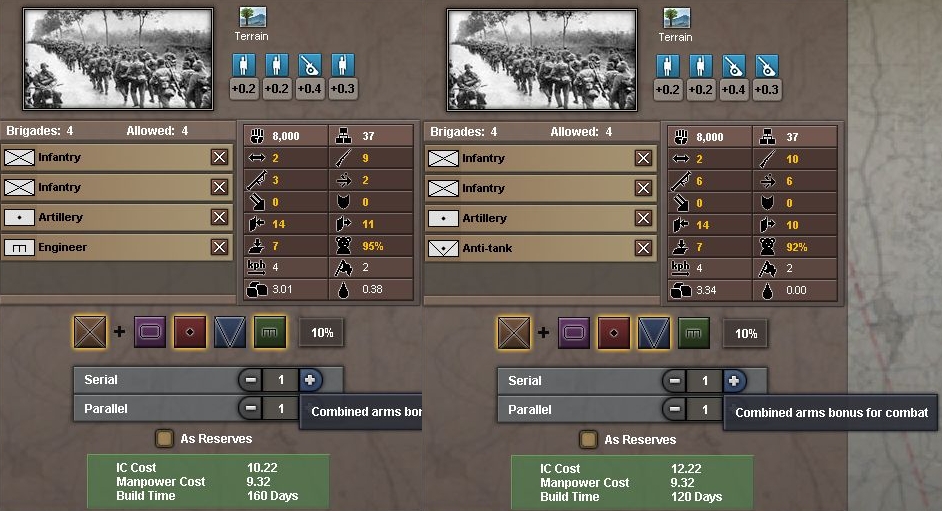 Terrain
+0.2 +0.2 +0.4 +0.3
Brigades: 4 Allowed: 4
Infantry
Infantry
Artillery
Engineer
8,000 37
2 9
3 2
0 0
14 11
7 95%
kph 4 2
3.01 0.38
+ 10%
Serial - 1 +
Parallel - 1
Combined arms bor
As Reserves
IC Cost 10.22
Manpower Cost 9.32
Build Time 160 Days
Terrain
+0.2 +0.2 +0.4 +0.3
Brigades: 4 Allowed: 4
Infantry
Infantry
Artillery
Anti-tank
8,000 37
2 10
6 6
0 0
14 10
7 92%
kph 4 2
3.34 0.00
+ 10%
Serial - 1 +
Parallel - 1
Combined arms bonus for combat
As Reserves
IC Cost 12.22
Manpower Cost 9.32
Build Time 120 Days